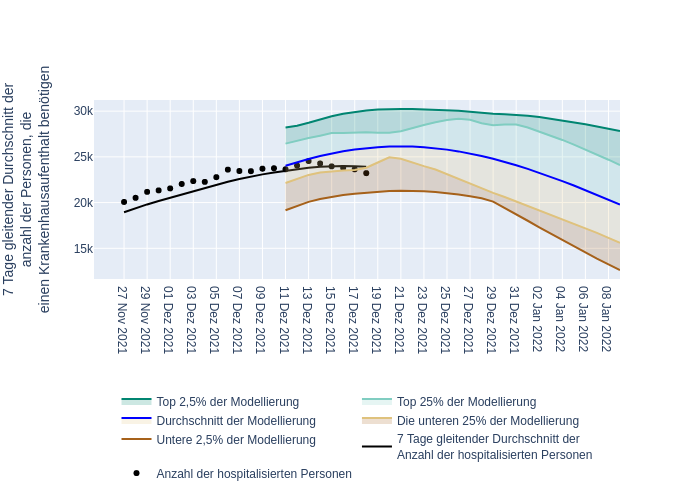 7 Tage gleitender Durchschnitt der
anzahl der Personen, die
einen Krankenhausaufenthalt benötigen
30k
25k
20k
15k
27 Nov 2021
29 Nov 2021
01 Dez 2021
03 Dez 2021
05 Dez 2021
07 Dez 2021
09 Dez 2021
11 Dez 2021
13 Dez 2021
15 Dez 2021
17 Dez 2021
19 Dez 2021
21 Dez 2021
23 Dez 2021
25 Dez 2021
27 Dez 2021
29 Dez 2021
31 Dez 2021
02 Jan 2022
04 Jan 2022
06 Jan 2022
08 Jan 2022
Top 2,5% der Modellierung
Top 25% der Modellierung
Durchschnitt der Modellierung
Die unteren 25% der Modellierung
Untere 2,5% der Modellierung
7 Tage gleitender Durchschnitt der
Anzahl der hospitalisierten Personen
Anzahl der hospitalisierten Personen